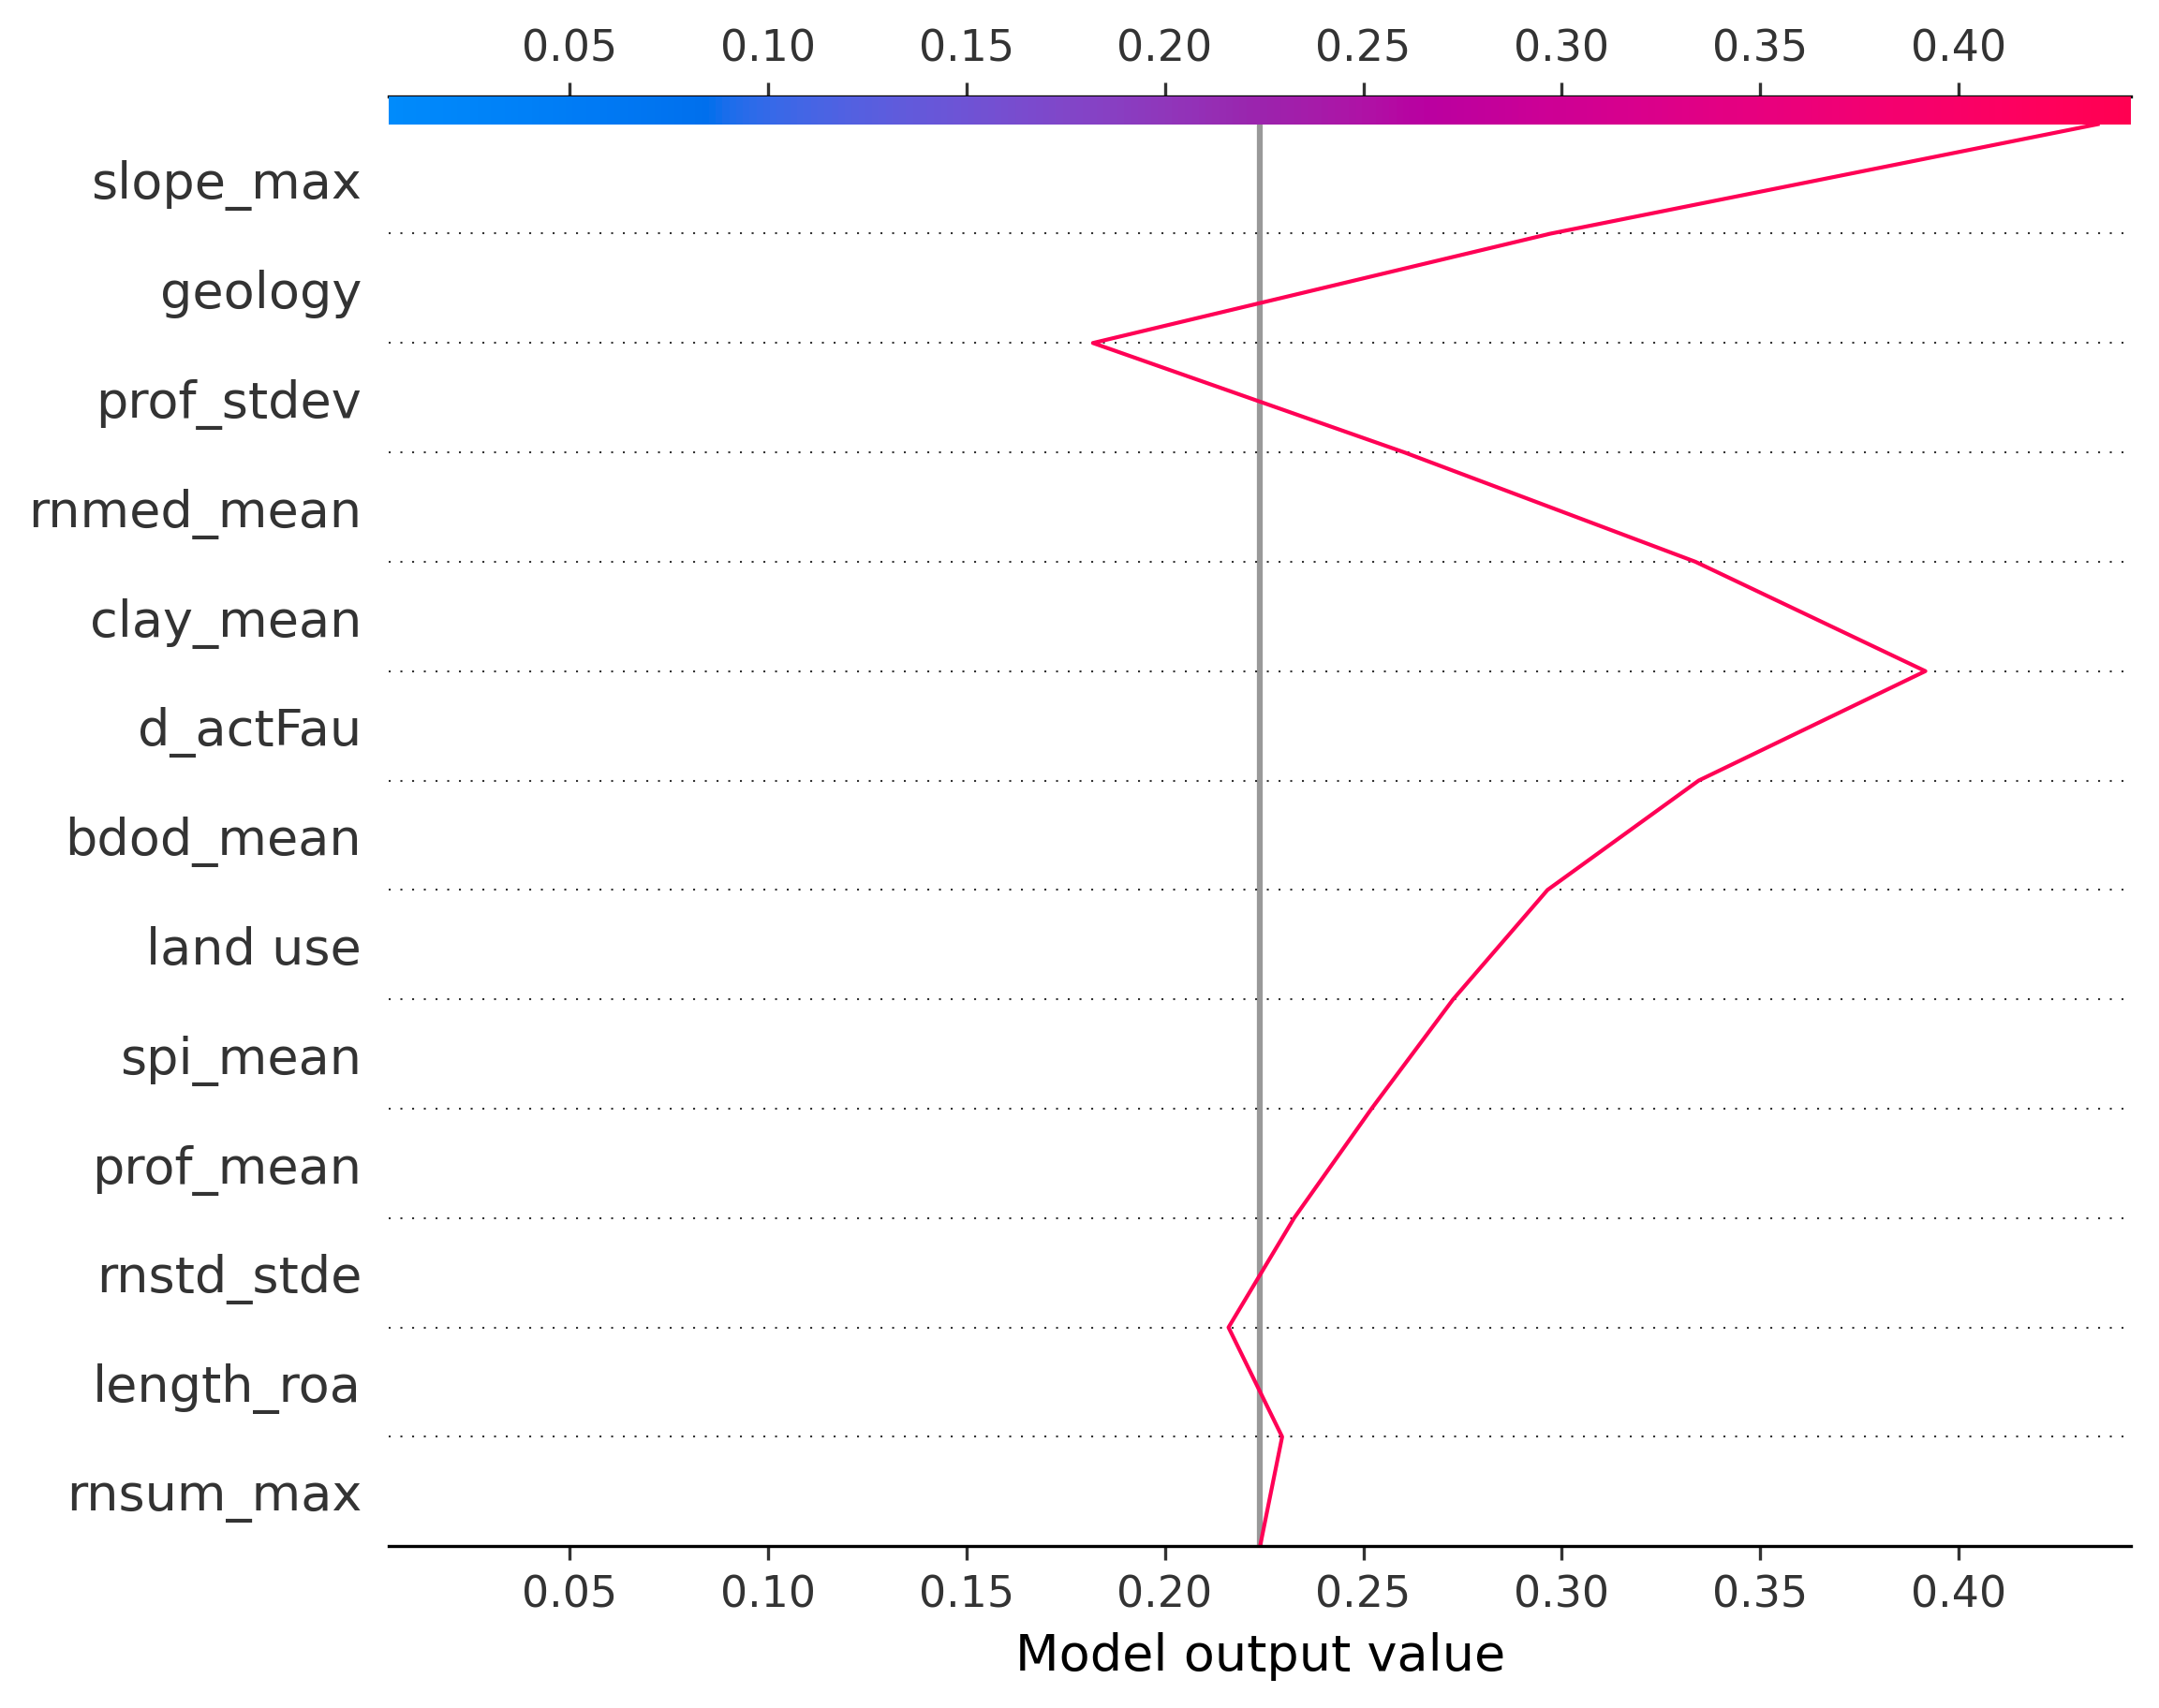 0.05 0.10 0.15 0.20 0.25 0.30 0.35 0.40
slope_max
geology
prof_stdev
rnmed_mean
clay_mean
d_actFau
bdod_mean
land use
spi_mean
prof_mean
rnstd_stde
length_roa
rnsum_max
0.05 0.10 0.15 0.20 0.25 0.30 0.35 0.40
Model output value